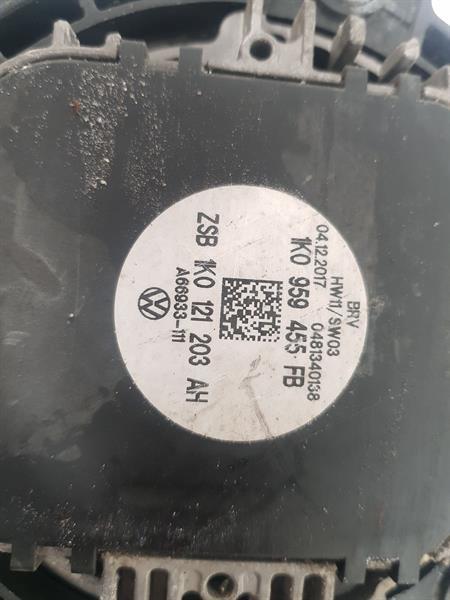 BRV
HW11/SW03
04.12.2017 0481340138
1K0 959 455 FB
ZSB 1K0 121 203 AH
A66933-111